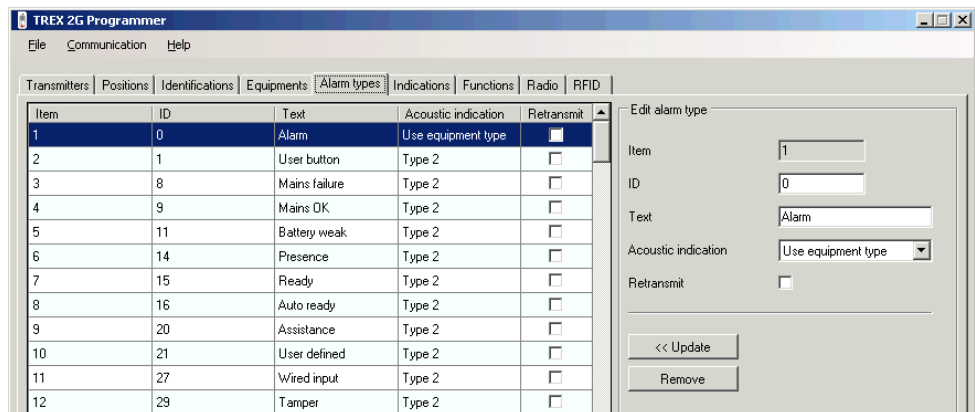 TREX 2G Programmer
File Communication Help
Transmitters Positions Identifications Equipments Alarm types Indications Functions Radio RFID
Item ID Text Acoustic indication Retransmit
1 0 Alarm Use equipment type
2 1 User button Type 2
3 8 Mains failure Type 2
4 9 Mains OK Type 2
5 11 Battery weak Type 2
6 14 Presence Type 2
7 15 Ready Type 2
8 16 Auto ready Type 2
9 20 Assistance Type 2
10 21 User defined Type 2
11 27 Wired input Type 2
12 29 Tamper Type 2
Edit alarm type
Item 1
ID 0
Text Alarm
Acoustic indication Use equipment type
Retransmit
<< Update
Remove